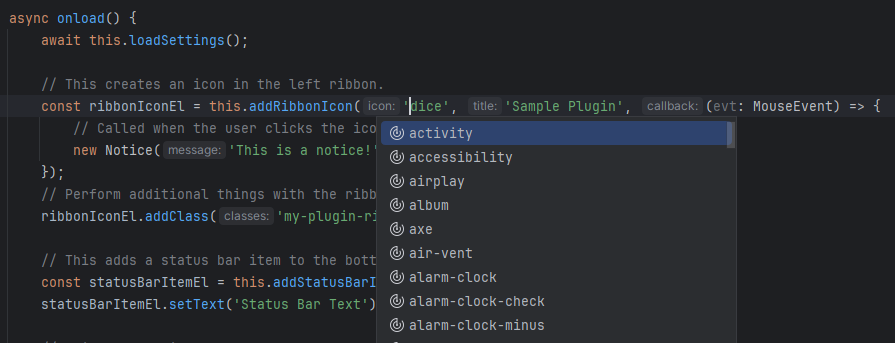 async onload() {
await this.loadSettings();
// This creates an icon in the left ribbon.
const ribbonIconEl = this.addRibbonIcon( icon: 'dice', title: 'Sample Plugin', callback: (evt: MouseEvent) => {
// Called when the user clicks the ico
new Notice( message: 'This is a notice!'
});
// Perform additional things with the ribb
ribbonIconEl.addClass( classes: 'my-plugin-ri
// This adds a status bar item to the bott
const statusBarItemEl = this.addStatusBarI
statusBarItemEl.setText('Status Bar Text')
activity
accessibility
airplay
album
axe
air-vent
alarm-clock
alarm-clock-check
alarm-clock-minus